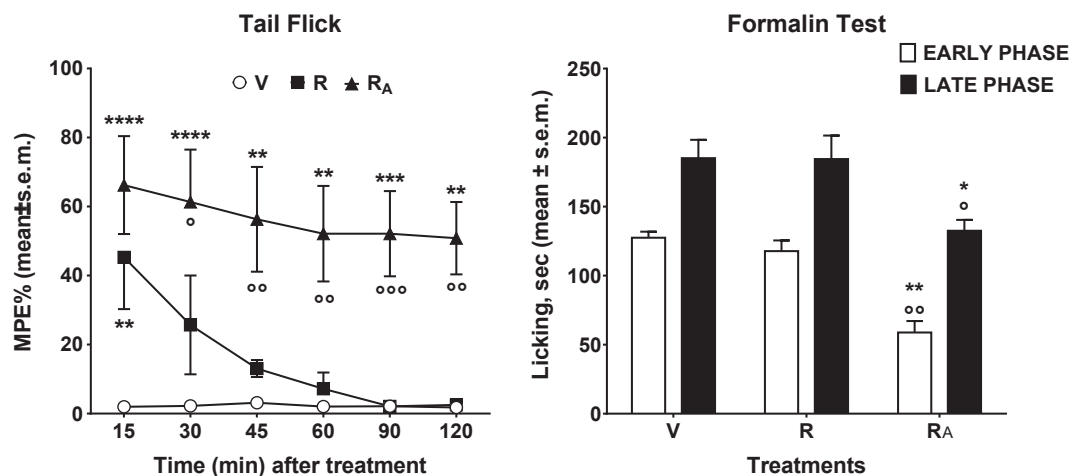 Tail Flick
MPE% (mean±s.e.m.)
100
80
60
40
20
0
V R RA
****
****
**
**
***
**
°
°°
°°
°°°
°°
**
15 30 45 60 90 120
Time (min) after treatment
Formalin Test
EARLY PHASE
LATE PHASE
Licking, sec (mean ± s.e.m.)
250
200
150
100
50
0
**
°°
*
°
V R RA
Treatments